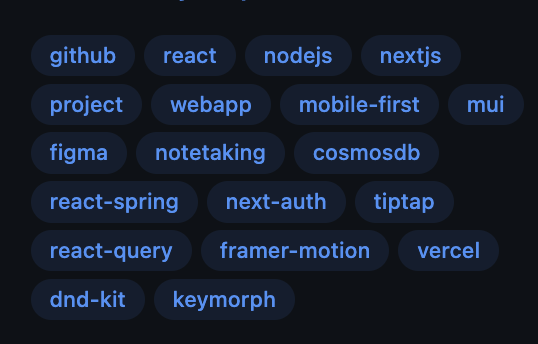 github react nodejs nextjs
project webapp mobile-first mui
figma notetaking cosmosdb
react-spring next-auth tiptap
react-query framer-motion vercel
dnd-kit keymorph